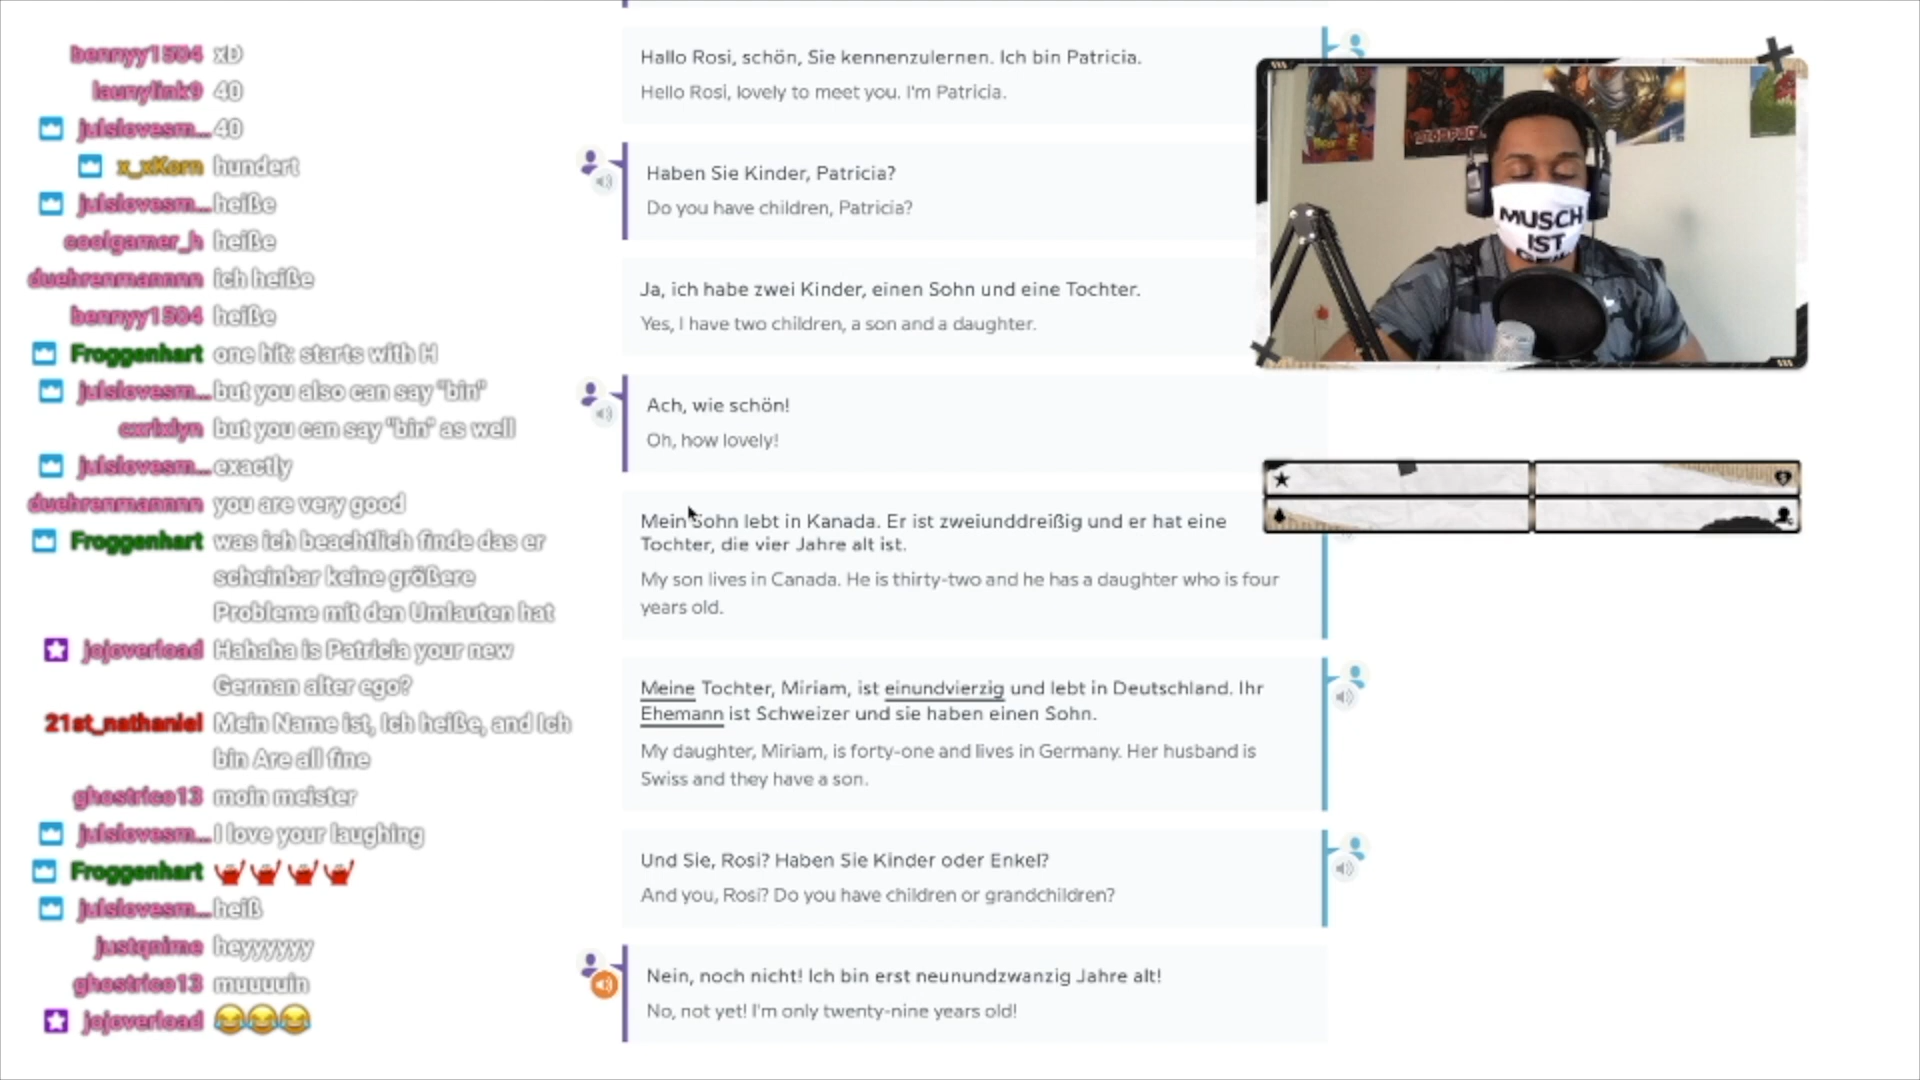 bennyy1504 xD
launylink9 40
julslovesm... 40
x_xKorn hundert
julslovesm... heiße
coolgamer_h heiße
duehrenmannnn ich heiße
bennyy1504 heiße
Froggenhart one hit: starts with H
julslovesm... but you also can say "bin"
but you can say "bin" as well
julslovesm... exactly
duehrenmannnn you are very good
Froggenhart was ich beachtlich finde das er
scheinbar keine größere
Probleme mit den Umlauten hat
jojoverload Hahaha is Patricia your new
German alter ego?
21st_nathaniel Mein Name ist, Ich heiße, and Ich
bin Are all fine
ghostrico13 moin meister
julslovesm... I love your laughing
Froggenhart
julslovesm... heiß
justqnime heyyyyyy
ghostrico13 muuuuin
jojoverload
Hallo Rosi, schön, Sie kennenzulernen. Ich bin Patricia.
Hello Rosi, lovely to meet you. I'm Patricia.
Haben Sie Kinder, Patricia?
Do you have children, Patricia?
Ja, ich habe zwei Kinder, einen Sohn und eine Tochter.
Yes, I have two children, a son and a daughter.
Ach, wie schön!
Oh, how lovely!
Mein Sohn lebt in Kanada. Er ist zweiunddreißig und er hat eine
Tochter, die vier Jahre alt ist.
My son lives in Canada. He is thirty-two and he has a daughter who is four
years old.
Meine Tochter, Miriam, ist einundvierzig und lebt in Deutschland. Ihr
Ehemann ist Schweizer und sie haben einen Sohn.
My daughter, Miriam, is forty-one and lives in Germany. Her husband is
Swiss and they have a son.
Und Sie, Rosi? Haben Sie Kinder oder Enkel?
And you, Rosi? Do you have children or grandchildren?
Nein, noch nicht! Ich bin erst neunundzwanzig Jahre alt!
No, not yet! I'm only twenty-nine years old!
MUSCH
IST